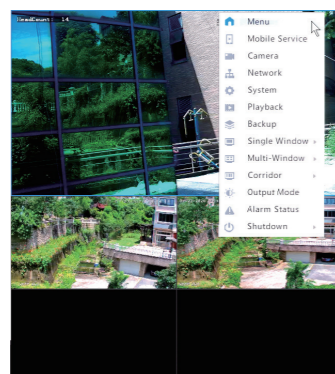 Menu
Mobile Service
Camera
Network
System
Playback
Backup
Single Window
Multi-Window
Corridor
Output Mode
Alarm Status
Shutdown